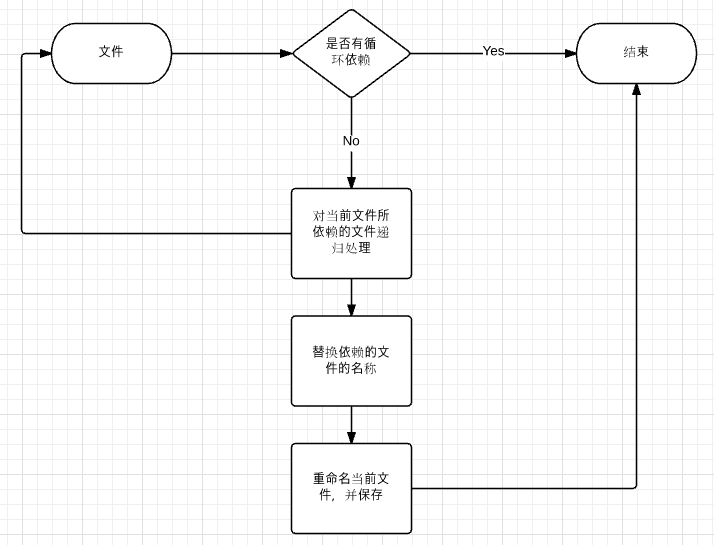 文件
是否有循
环依赖
Yes
结束
No
对当前文件所
依赖的文件递
归处理
替换依赖的文
件的名称
重命名当前文
件，并保存